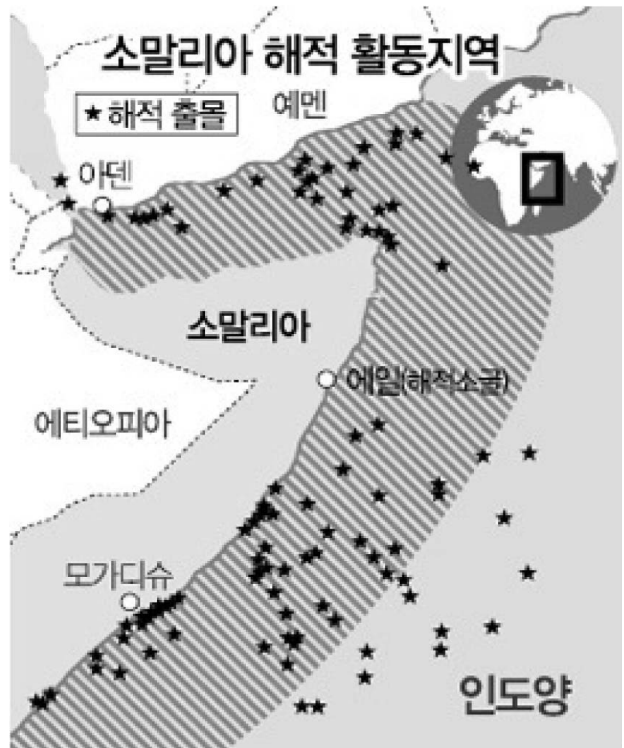 소말리아 해적 활동지역
★ 해적 출몰
예멘
아덴
소말리아
에일(해적소굴)
에티오피아
모가디슈
인도양